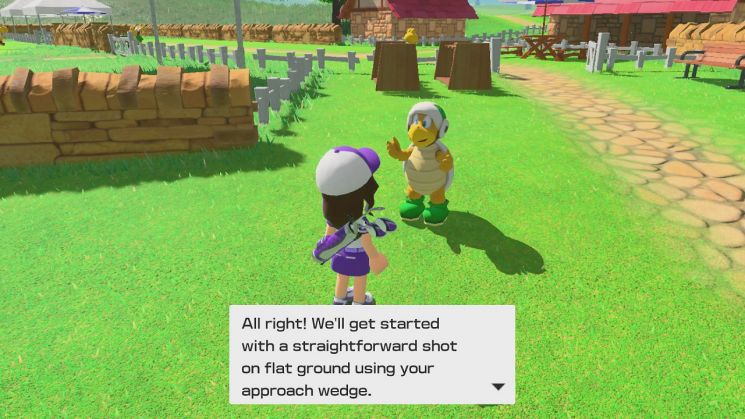 All right! We'll get started
with a straightforward shot
on flat ground using your
approach wedge.